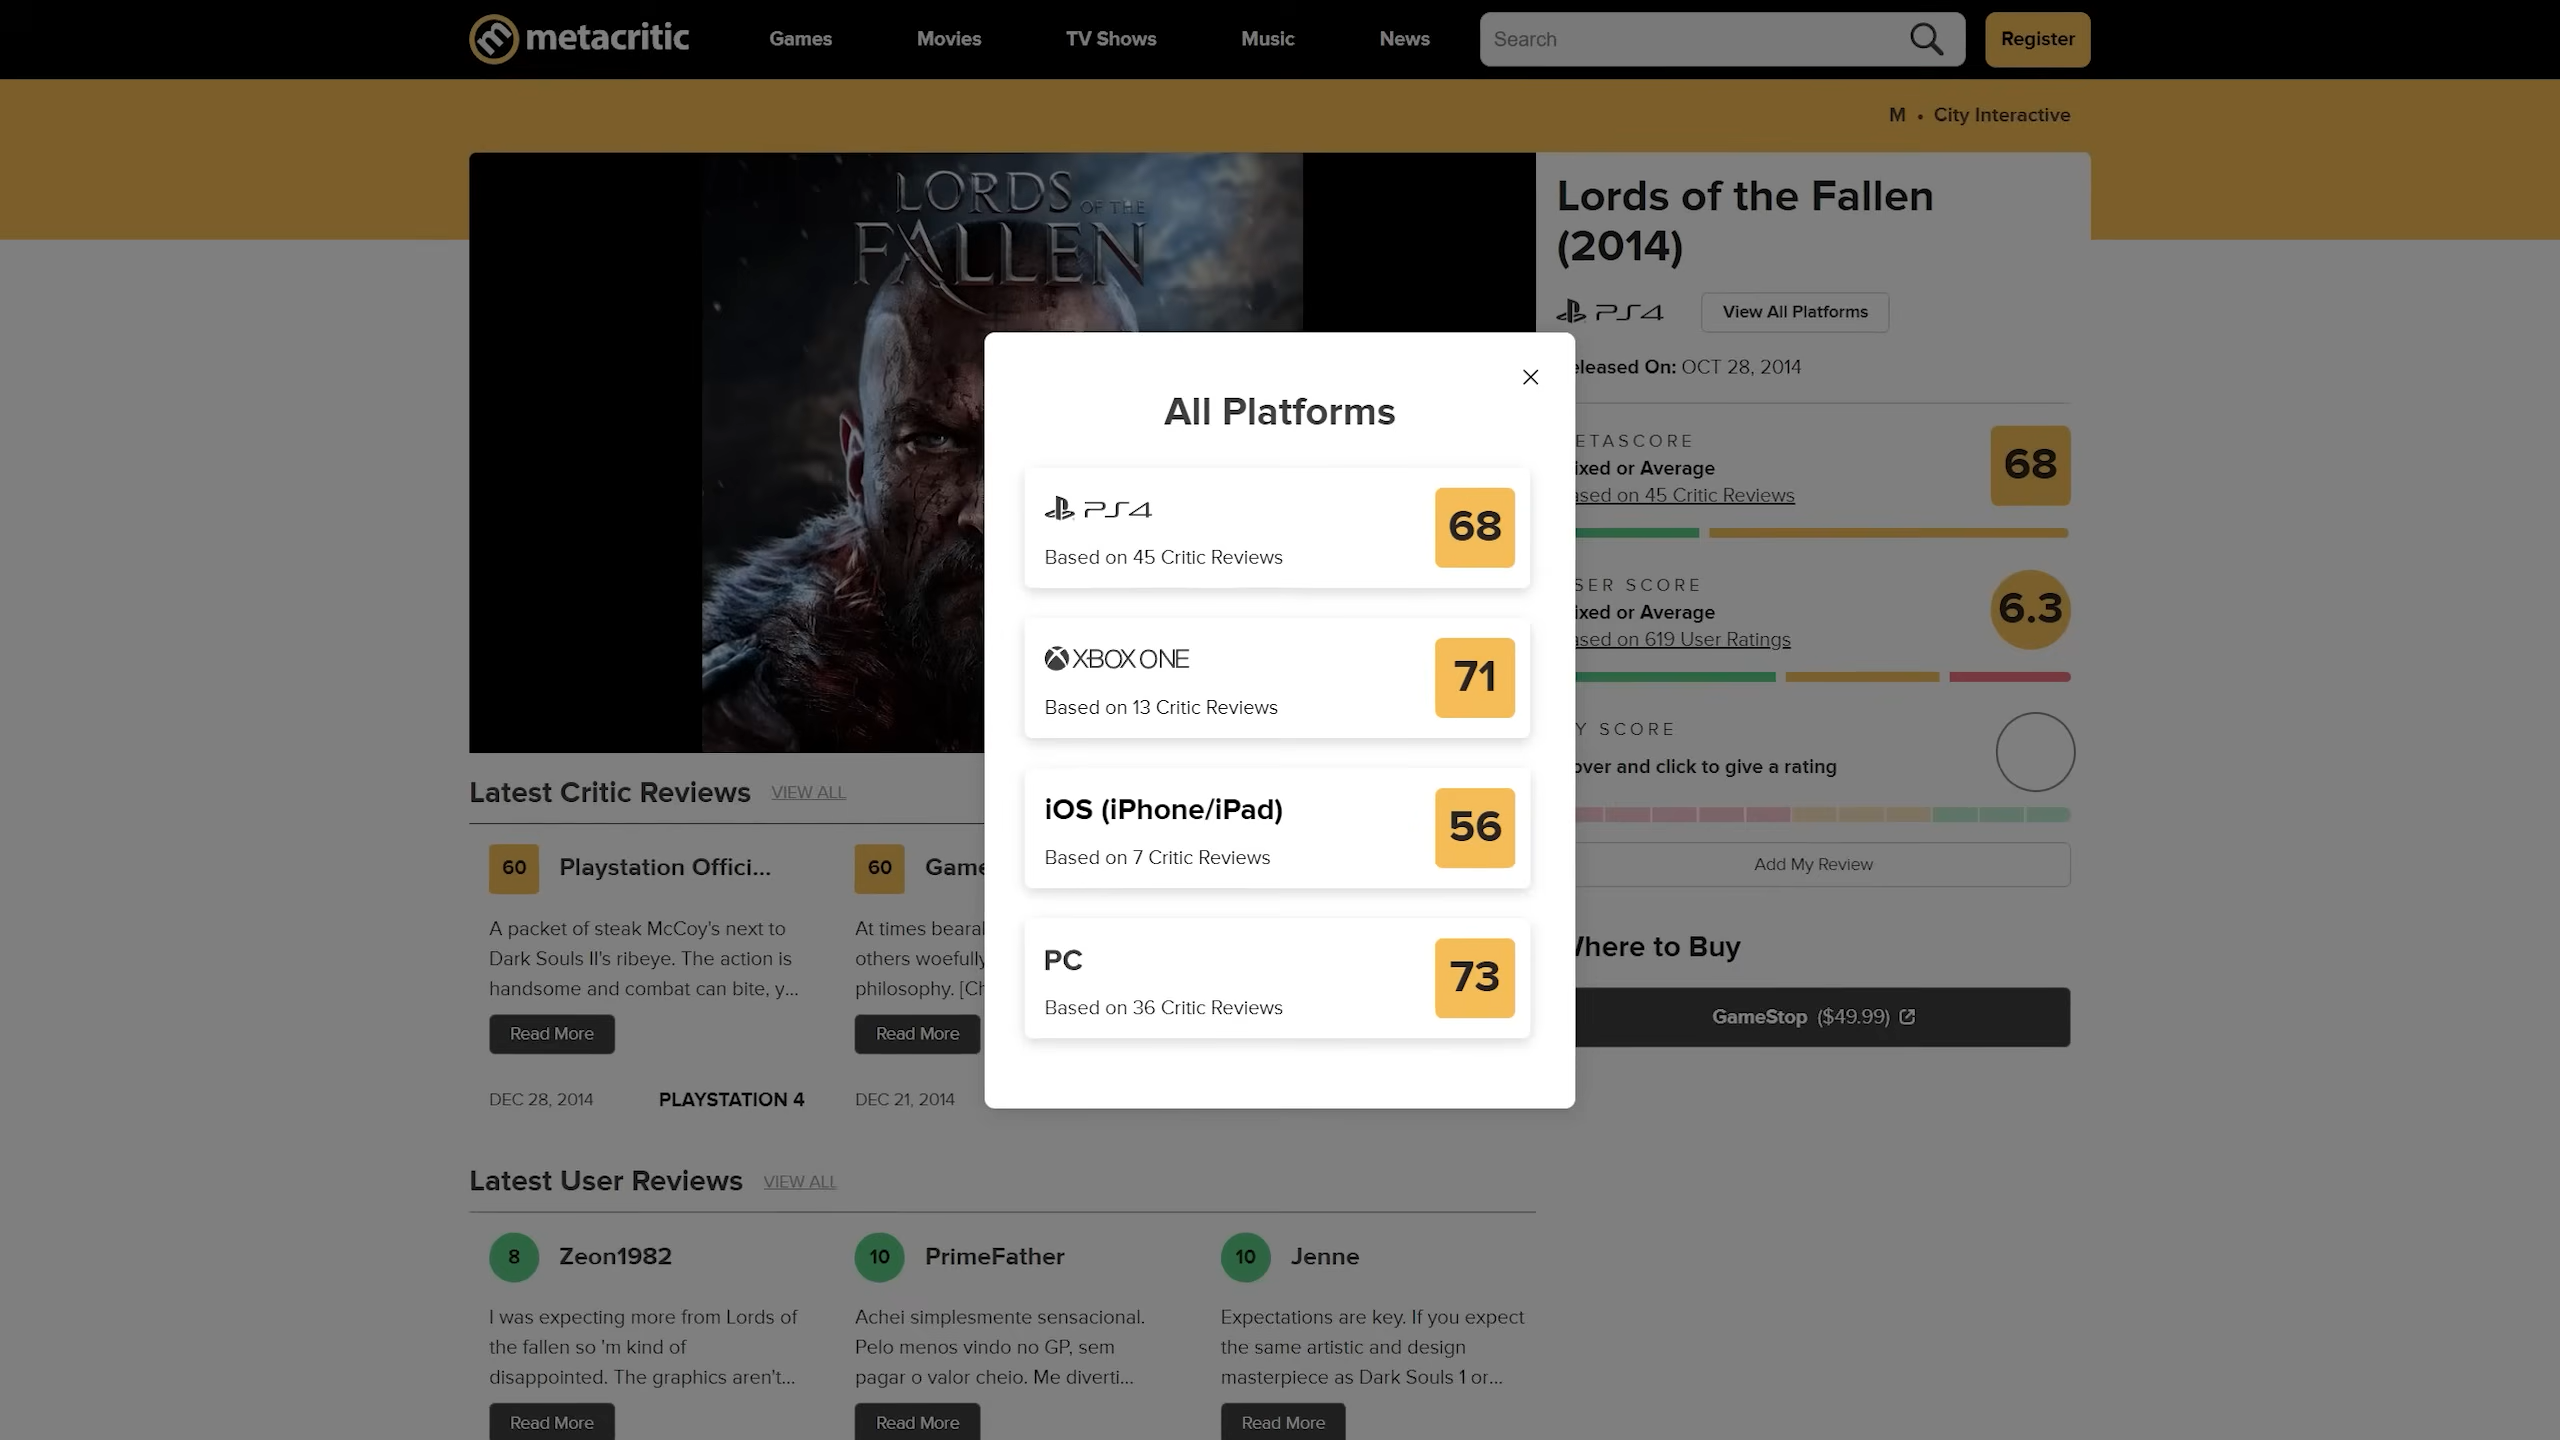 metacritic
Games
Movies
TV Shows
Music
News
Search
Register
M • City Interactive
LORDS OF THE
FALLEN
Lords of the Fallen
(2014)
PS4
View All Platforms
eleased On: OCT 28, 2014
ETASCORE
ixed or Average
ased on 45 Critic Reviews
68
SER SCORE
ixed or Average
ased on 619 User Ratings
6.3
Y SCORE
over and click to give a rating
Add My Review
Where to Buy
GameStop ($49.99)
All Platforms
PS4
Based on 45 Critic Reviews
68
XBOX ONE
Based on 13 Critic Reviews
71
iOS (iPhone/iPad)
Based on 7 Critic Reviews
56
PC
Based on 36 Critic Reviews
73
Latest Critic Reviews VIEW ALL
60 Playstation Offici...
A packet of steak McCoy's next to
Dark Souls II's ribeye. The action is
handsome and combat can bite, y...
Read More
DEC 28, 2014 PLAYSTATION 4
60 Game
At times beara
others woefully
philosophy. [Ch
Read More
DEC 21, 2014
Latest User Reviews VIEW ALL
8 Zeon1982
I was expecting more from Lords of
the fallen so 'm kind of
disappointed. The graphics aren't...
Read More
10 PrimeFather
Achei simplesmente sensacional.
Pelo menos vindo no GP, sem
pagar o valor cheio. Me diverti...
Read More
10 Jenne
Expectations are key. If you expect
the same artistic and design
masterpiece as Dark Souls 1 or...
Read More